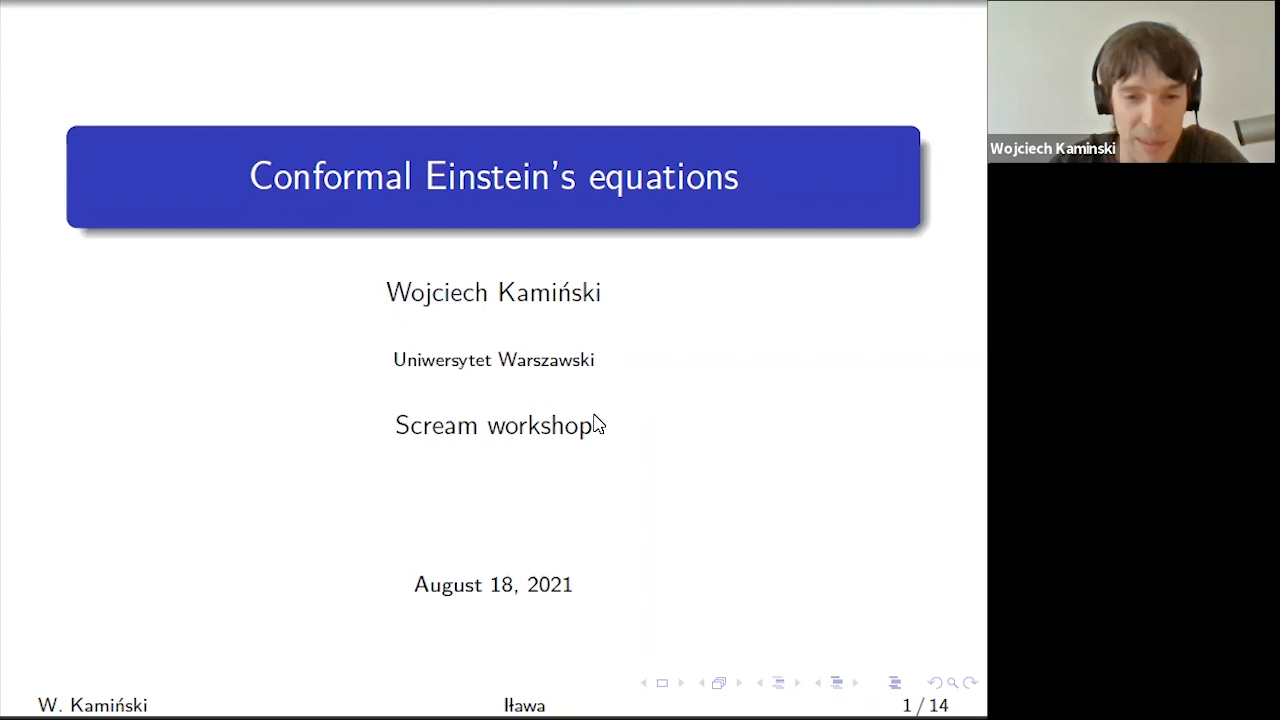 Conformal Einstein's equations
Wojciech Kamiński
Uniwersytet Warszawski
Scream workshop
August 18, 2021
W. Kamiński
Iława
1 / 14
Wojciech Kaminski